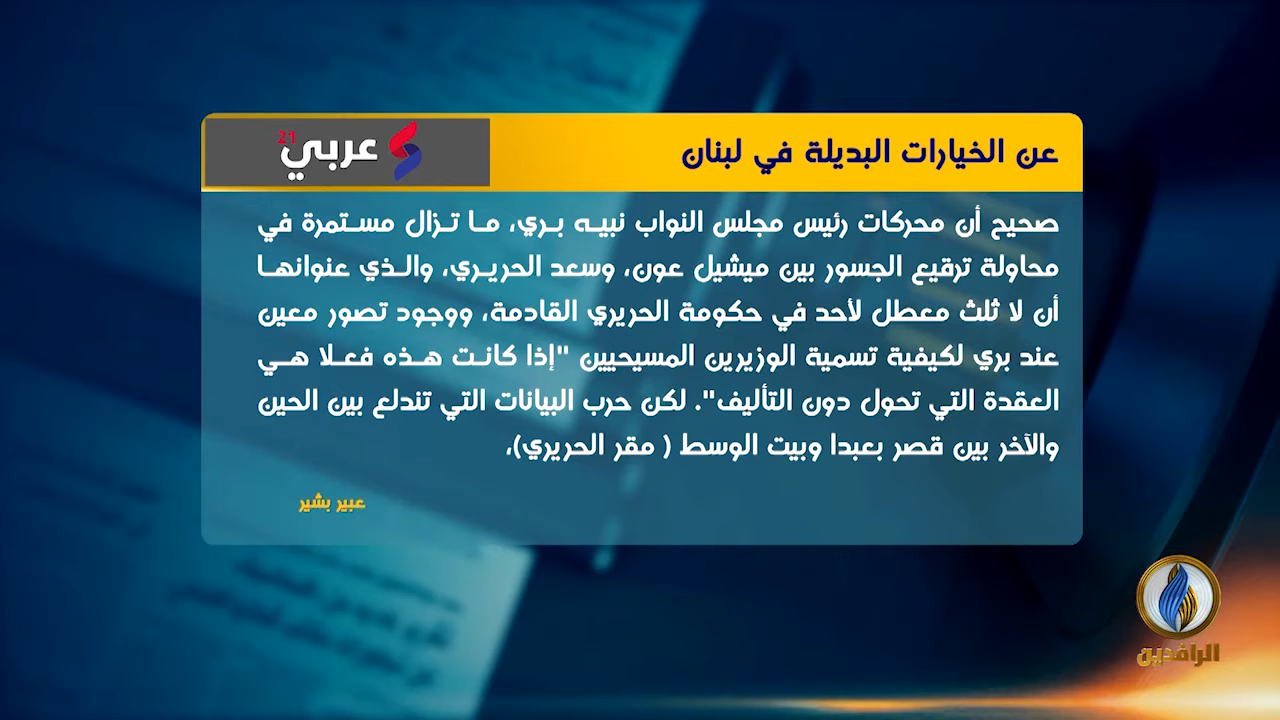 عن الخيارات البديلة في لبنان
عربي 21
صحيح أن محركات رئيس مجلس النواب نبيه بري، ما تزال مستمرة في
محاولة ترقيع الجسور بين ميشيل عون، وسعد الحريري، والذي عنوانها
أن لا ثلث معطل لأحد في حكومة الحريري القادمة، ووجود تصور معين
عند بري لكيفية تسمية الوزيرين المسيحيين "إذا كانت هذه فعلا هي
العقدة التي تحول دون التأليف". لكن حرب البيانات التي تندلع بين الحين
والآخر بين قصر بعبدا وبيت الوسط ( مقر الحريري)،
عبير بشير
الرافدين